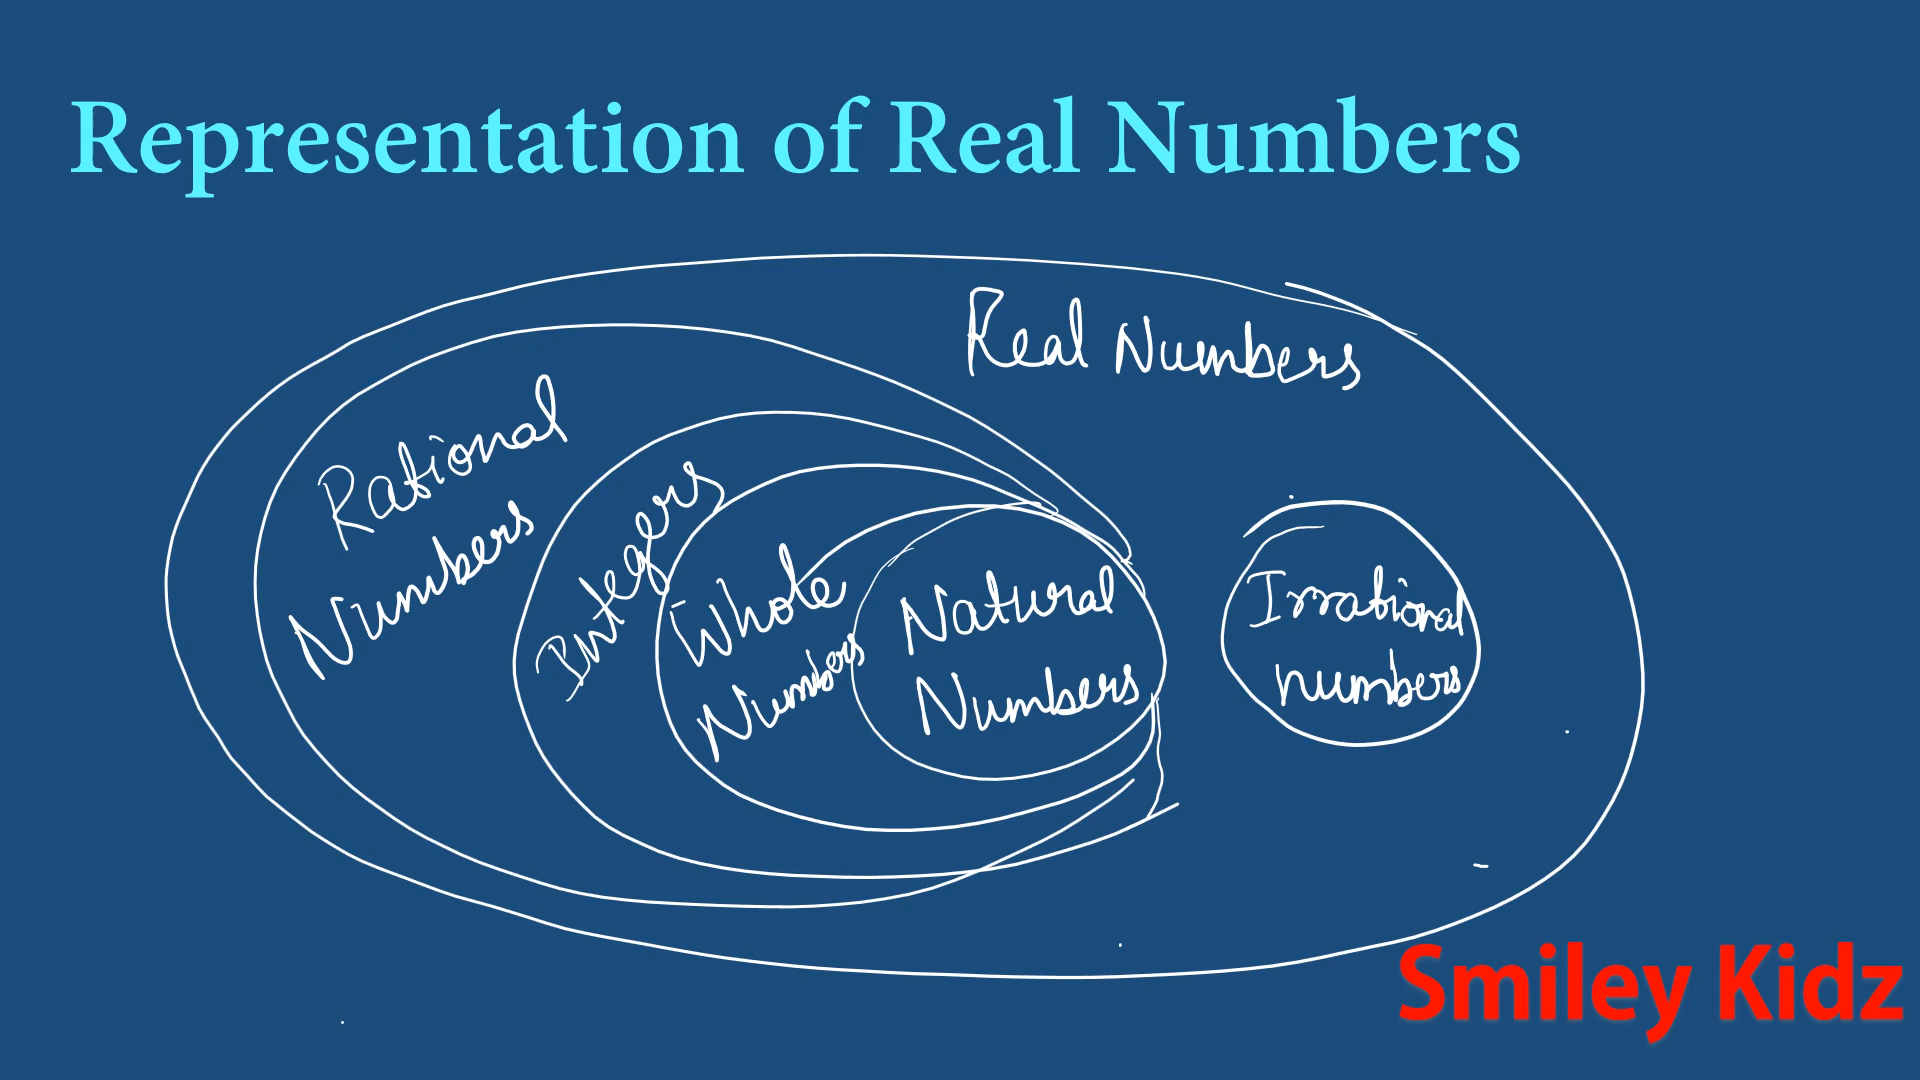 Representation of Real Numbers
Real Numbers
Rational
Numbers
Integers
Whole
Numbers
Natural
Numbers
Irrational
numbers
Smiley Kidz